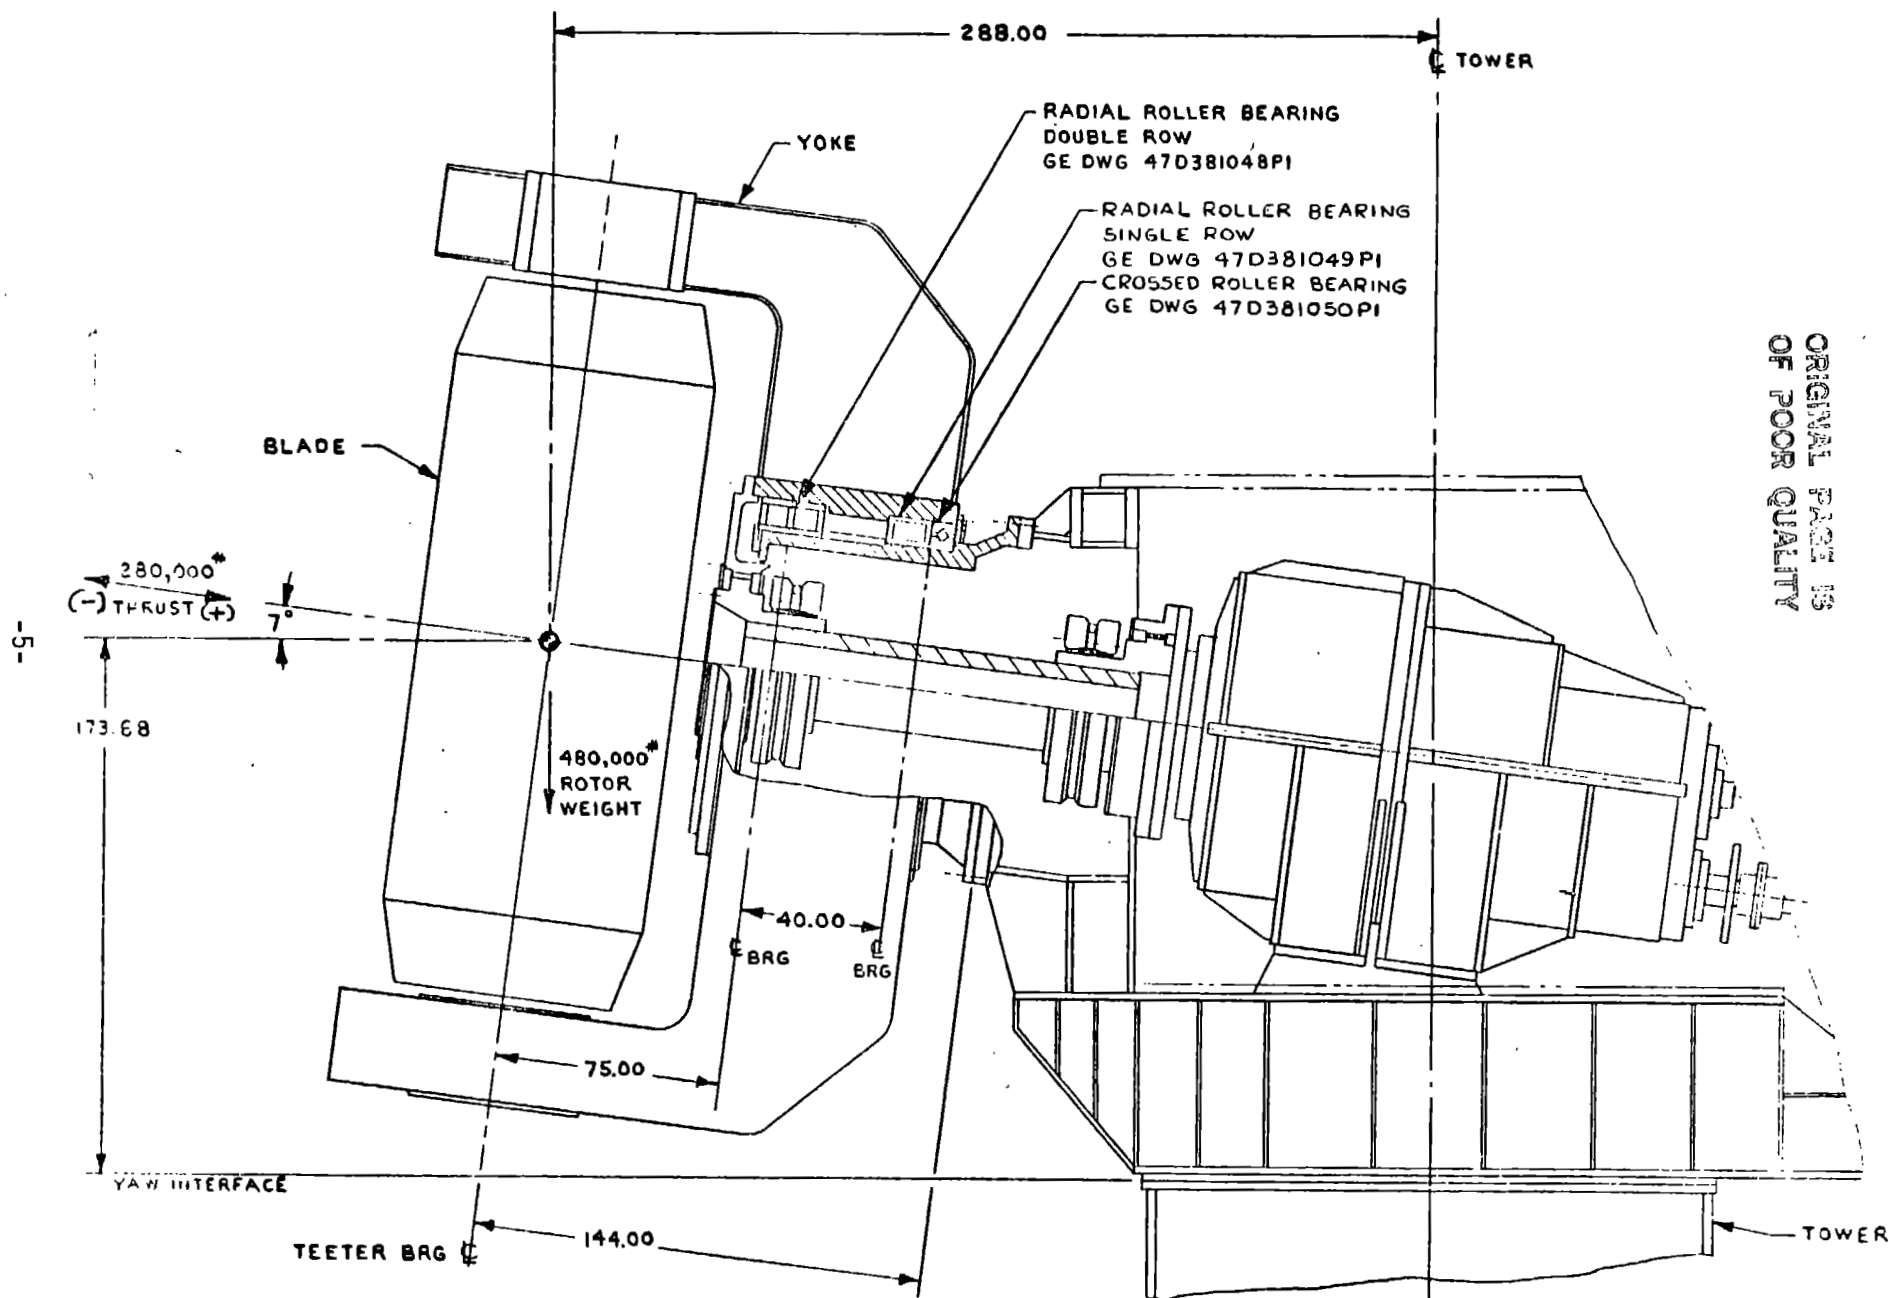 288.00
℄ TOWER
RADIAL ROLLER BEARING
DOUBLE ROW
GE DWG 47D381048P1
YOKE
RADIAL ROLLER BEARING
SINGLE ROW
GE DWG 47D381049P1
CROSSED ROLLER BEARING
GE DWG 47D381050P1
ORIGINAL PAGE IS
OF POOR QUALITY
BLADE
280,000#
(-) THRUST (+)
7°
-5-
173.68
480,000#
ROTOR
WEIGHT
40.00
℄ BRG
℄
BRG
75.00
YAW INTERFACE
144.00
TEETER BRG ℄
TOWER